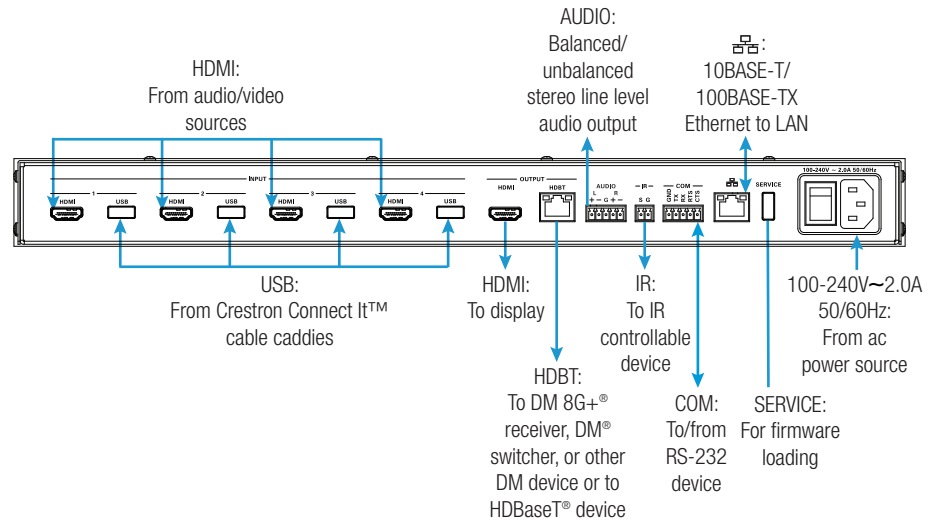 AUDIO:
Balanced/
unbalanced
stereo line level
audio output
:
10BASE-T/
100BASE-TX
Ethernet to LAN
HDMI:
From audio/video
sources
INPUT
OUTPUT
1
2
3
4
HDMI
USB
HDMI
USB
HDMI
USB
HDMI
USB
HDMI
HDBT
AUDIO
L R
+ − G + −
IR
S G
COM
GND
TX
RX
RTS
CTS
SERVICE
100-240V ~ 2.0A 50/60Hz
USB:
From Crestron Connect It™
cable caddies
HDMI:
To display
HDBT:
To DM 8G+®
receiver, DM®
switcher, or other
DM device or to
HDBaseT® device
IR:
To IR
controllable
device
COM:
To/from
RS-232
device
SERVICE:
For firmware
loading
100-240V~2.0A
50/60Hz:
From ac
power source